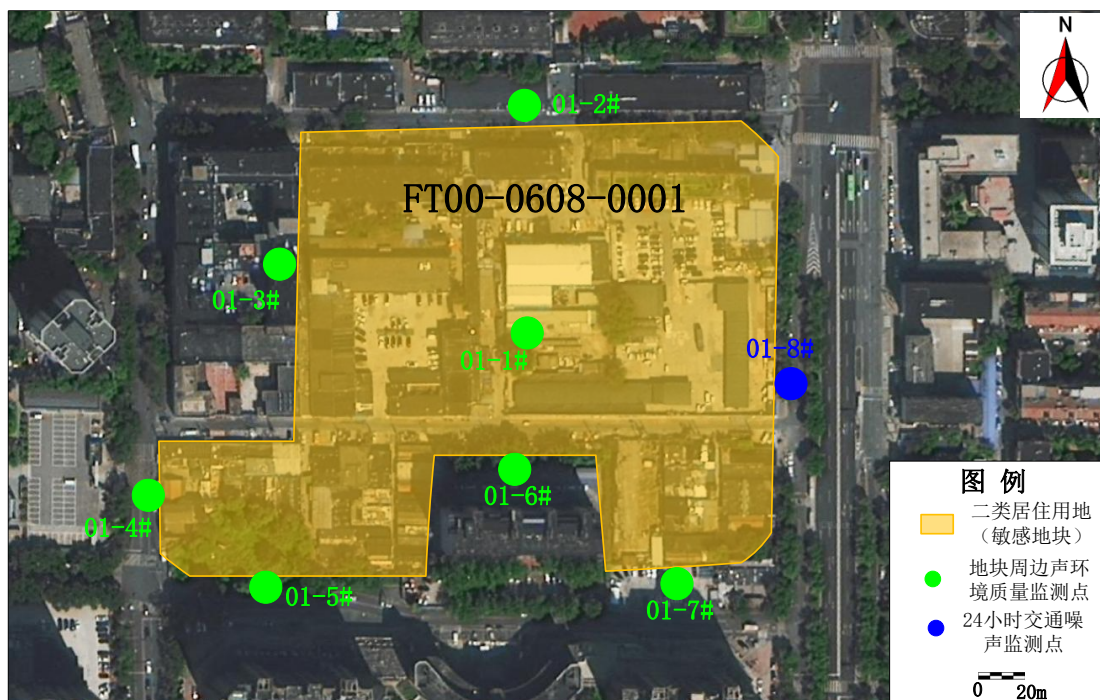 N
01-2#
FT00-0608-0001
01-3#
01-1#
01-8#
01-6#
01-4#
01-5#
01-7#
图 例
二类居住用地
（敏感地块）
地块周边声环
境质量监测点
24小时交通噪
声监测点
0 20m